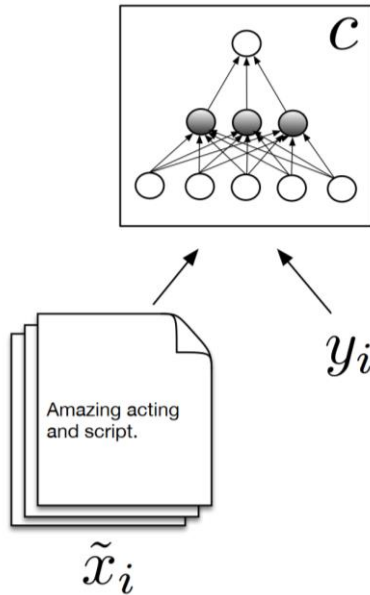 c
Amazing acting
and script.
yᵢ
x̃ᵢ